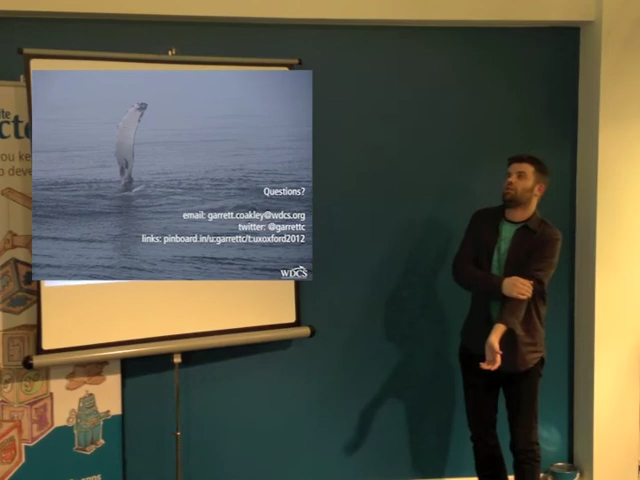 Questions?
email: garrett.coakley@wdcs.org
twitter: @garrettc
links: pinboard.in/u:garrettc/t:uxoxford2012
WDCS